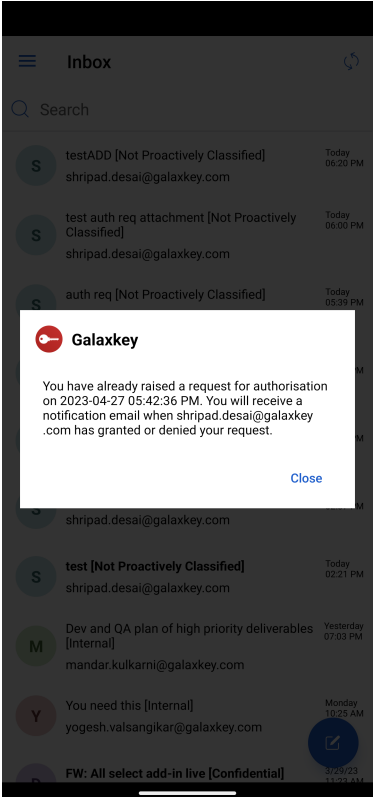 Inbox
Search
S
testADD [Not Proactively Classified]
Today
06:20 PM
shripad.desai@galaxkey.com
S
test auth req attachment [Not Proactively
Classified]
Today
06:00 PM
shripad.desai@galaxkey.com
S
auth req [Not Proactively Classified]
Today
05:39 PM
Galaxkey
You have already raised a request for authorisation
on 2023-04-27 05:42:36 PM. You will receive a
notification email when shripad.desai@galaxkey
.com has granted or denied your request.
Close
shripad.desai@galaxkey.com
S
test [Not Proactively Classified]
Today
02:21 PM
shripad.desai@galaxkey.com
M
Dev and QA plan of high priority deliverables
[Internal]
Yesterday
07:03 PM
mandar.kulkarni@galaxkey.com
Y
You need this [Internal]
Monday
10:25 AM
yogesh.valsangikar@galaxkey.com
FW: All select add-in live [Confidential]
3/29/23